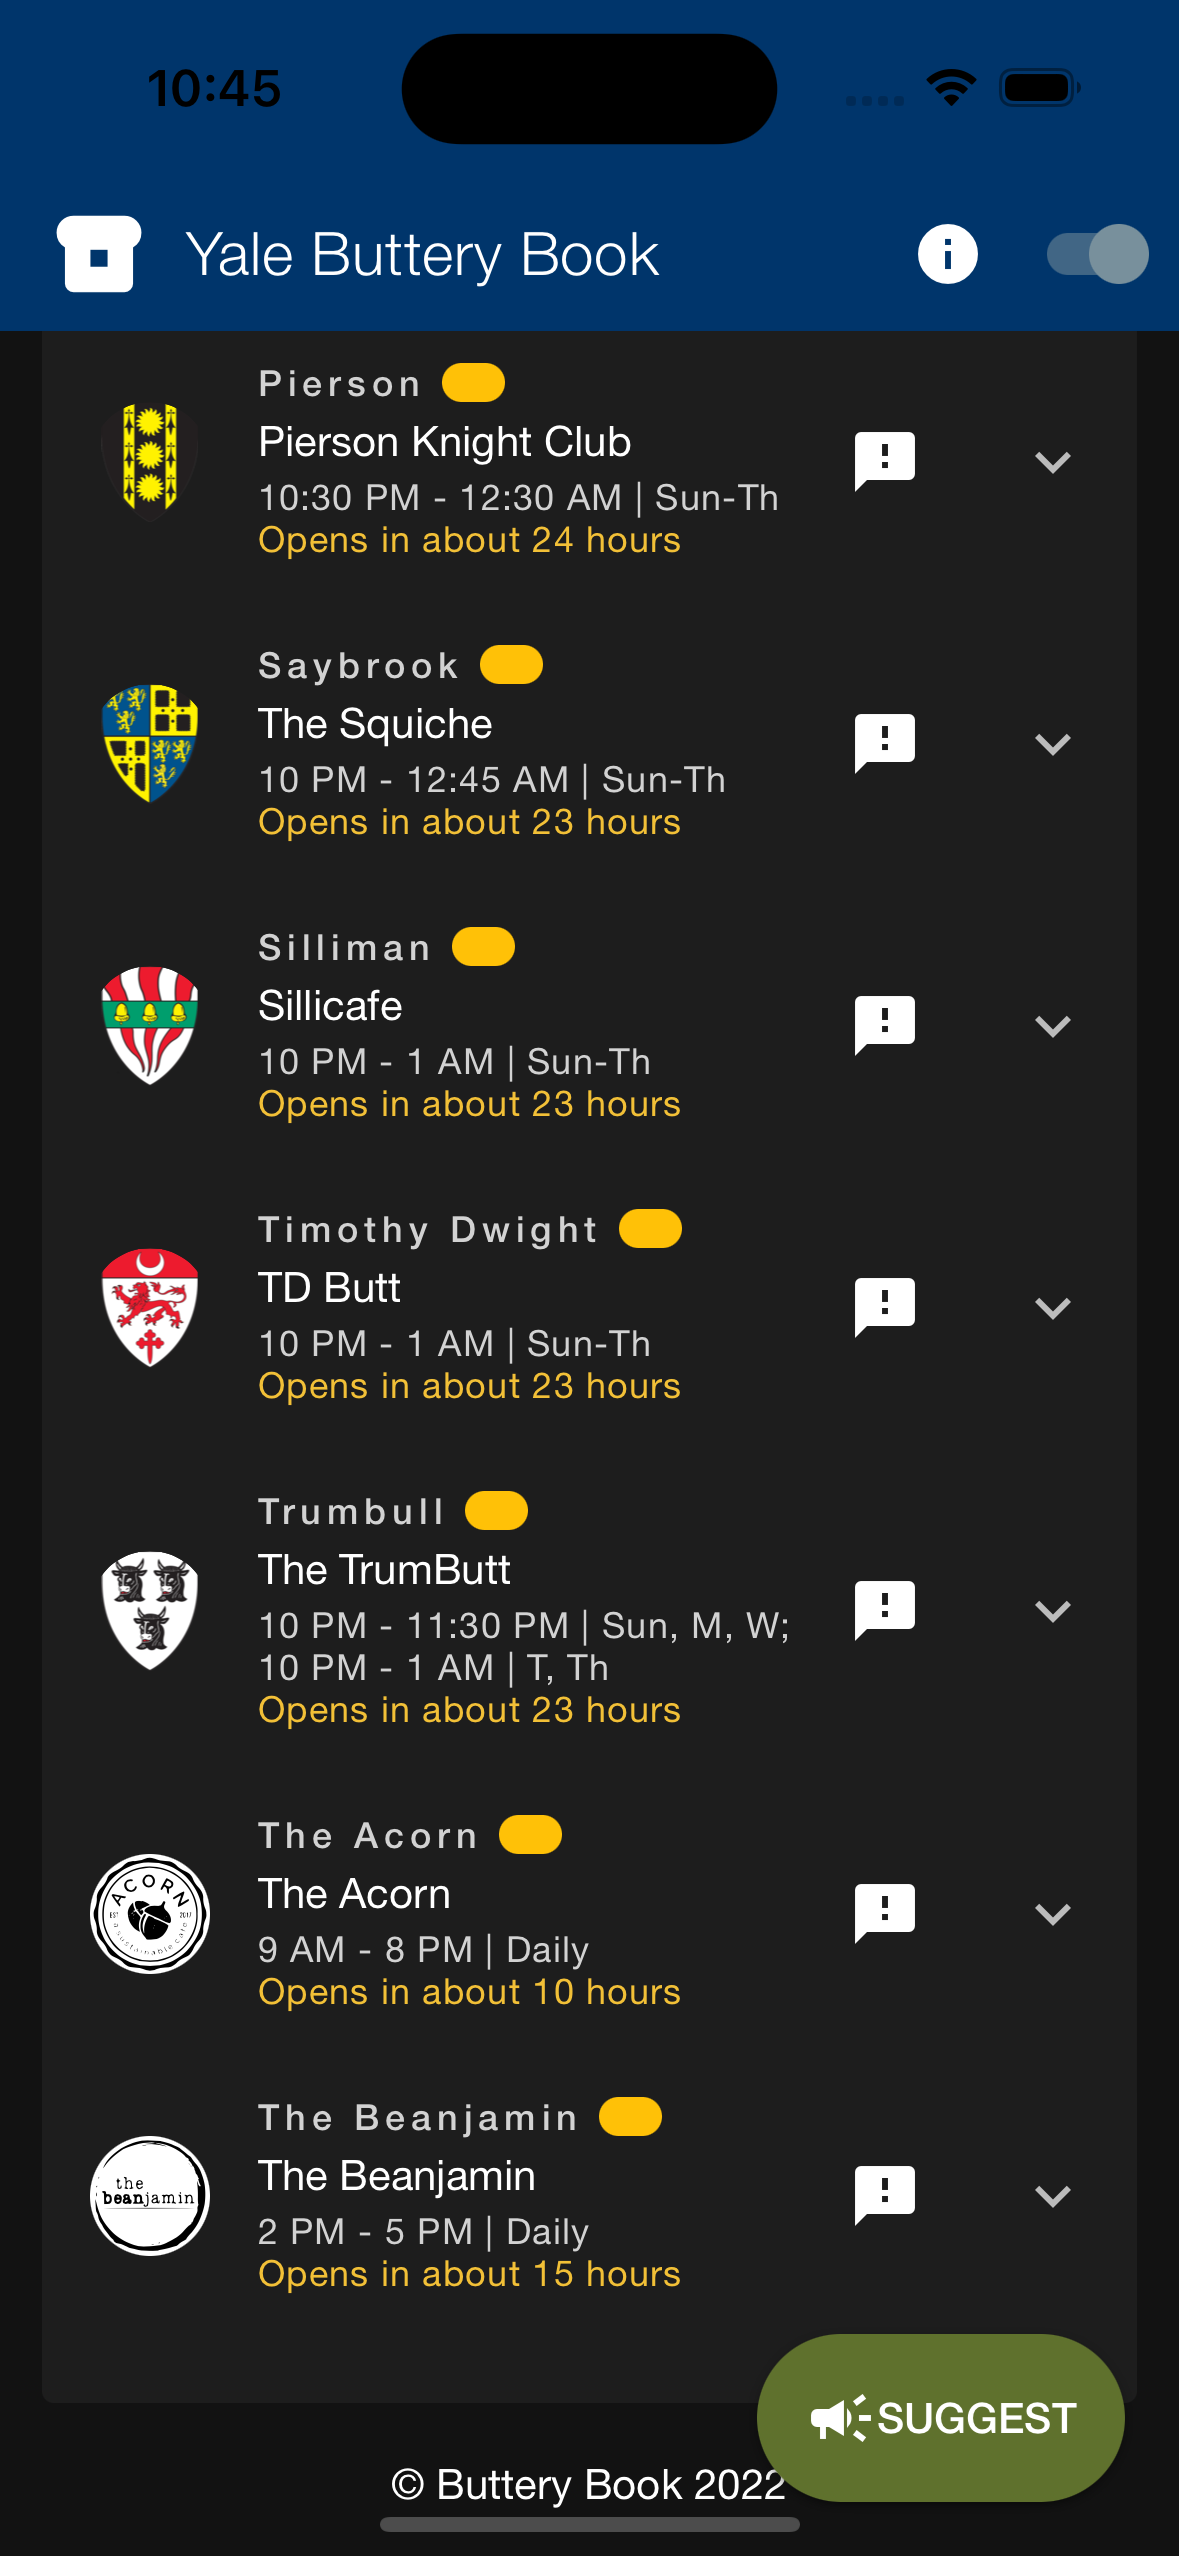 10:45
Yale Buttery Book
Pierson
Pierson Knight Club
10:30 PM - 12:30 AM | Sun-Th
Opens in about 24 hours
Saybrook
The Squiche
10 PM - 12:45 AM | Sun-Th
Opens in about 23 hours
Silliman
Sillicafe
10 PM - 1 AM | Sun-Th
Opens in about 23 hours
Timothy Dwight
TD Butt
10 PM - 1 AM | Sun-Th
Opens in about 23 hours
Trumbull
The TrumButt
10 PM - 11:30 PM | Sun, M, W;
10 PM - 1 AM | T, Th
Opens in about 23 hours
ACORN
EST 2017
a sustainable cafe
The Acorn
The Acorn
9 AM - 8 PM | Daily
Opens in about 10 hours
the
beanjamin
The Beanjamin
The Beanjamin
2 PM - 5 PM | Daily
Opens in about 15 hours
SUGGEST
© Buttery Book 2022